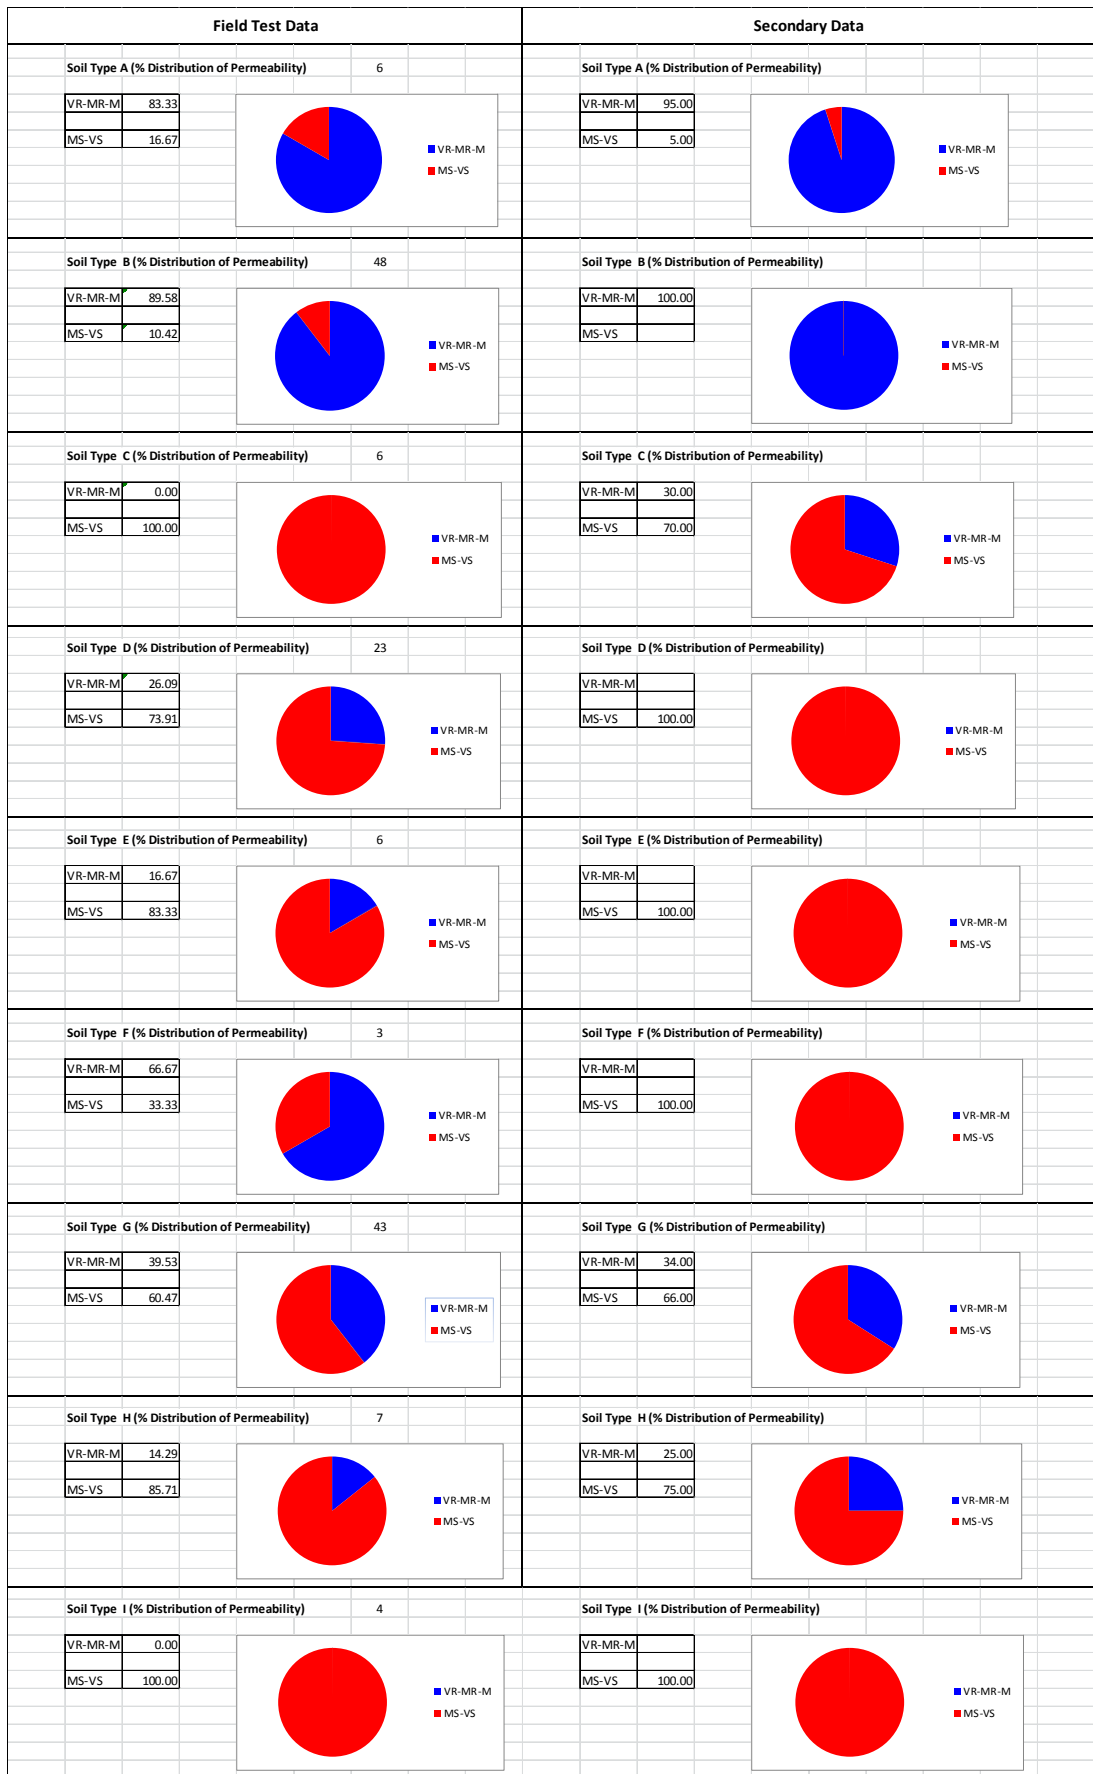 Field Test Data
Secondary Data
Soil Type A (% Distribution of Permeability) 6
VR-MR-M 83.33
MS-VS 16.67
VR-MR-M
MS-VS
Soil Type A (% Distribution of Permeability)
VR-MR-M 95.00
MS-VS 5.00
VR-MR-M
MS-VS
Soil Type B (% Distribution of Permeability) 48
VR-MR-M 89.58
MS-VS 10.42
VR-MR-M
MS-VS
Soil Type B (% Distribution of Permeability)
VR-MR-M 100.00
MS-VS
VR-MR-M
MS-VS
Soil Type C (% Distribution of Permeability) 6
VR-MR-M 0.00
MS-VS 100.00
VR-MR-M
MS-VS
Soil Type C (% Distribution of Permeability)
VR-MR-M 30.00
MS-VS 70.00
VR-MR-M
MS-VS
Soil Type D (% Distribution of Permeability) 23
VR-MR-M 26.09
MS-VS 73.91
VR-MR-M
MS-VS
Soil Type D (% Distribution of Permeability)
VR-MR-M
MS-VS 100.00
VR-MR-M
MS-VS
Soil Type E (% Distribution of Permeability) 6
VR-MR-M 16.67
MS-VS 83.33
VR-MR-M
MS-VS
Soil Type E (% Distribution of Permeability)
VR-MR-M
MS-VS 100.00
VR-MR-M
MS-VS
Soil Type F (% Distribution of Permeability) 3
VR-MR-M 66.67
MS-VS 33.33
VR-MR-M
MS-VS
Soil Type F (% Distribution of Permeability)
VR-MR-M
MS-VS 100.00
VR-MR-M
MS-VS
Soil Type G (% Distribution of Permeability) 43
VR-MR-M 39.53
MS-VS 60.47
VR-MR-M
MS-VS
Soil Type G (% Distribution of Permeability)
VR-MR-M 34.00
MS-VS 66.00
VR-MR-M
MS-VS
Soil Type H (% Distribution of Permeability) 7
VR-MR-M 14.29
MS-VS 85.71
VR-MR-M
MS-VS
Soil Type H (% Distribution of Permeability)
VR-MR-M 25.00
MS-VS 75.00
VR-MR-M
MS-VS
Soil Type I (% Distribution of Permeability) 4
VR-MR-M 0.00
MS-VS 100.00
VR-MR-M
MS-VS
Soil Type I (% Distribution of Permeability)
VR-MR-M
MS-VS 100.00
VR-MR-M
MS-VS